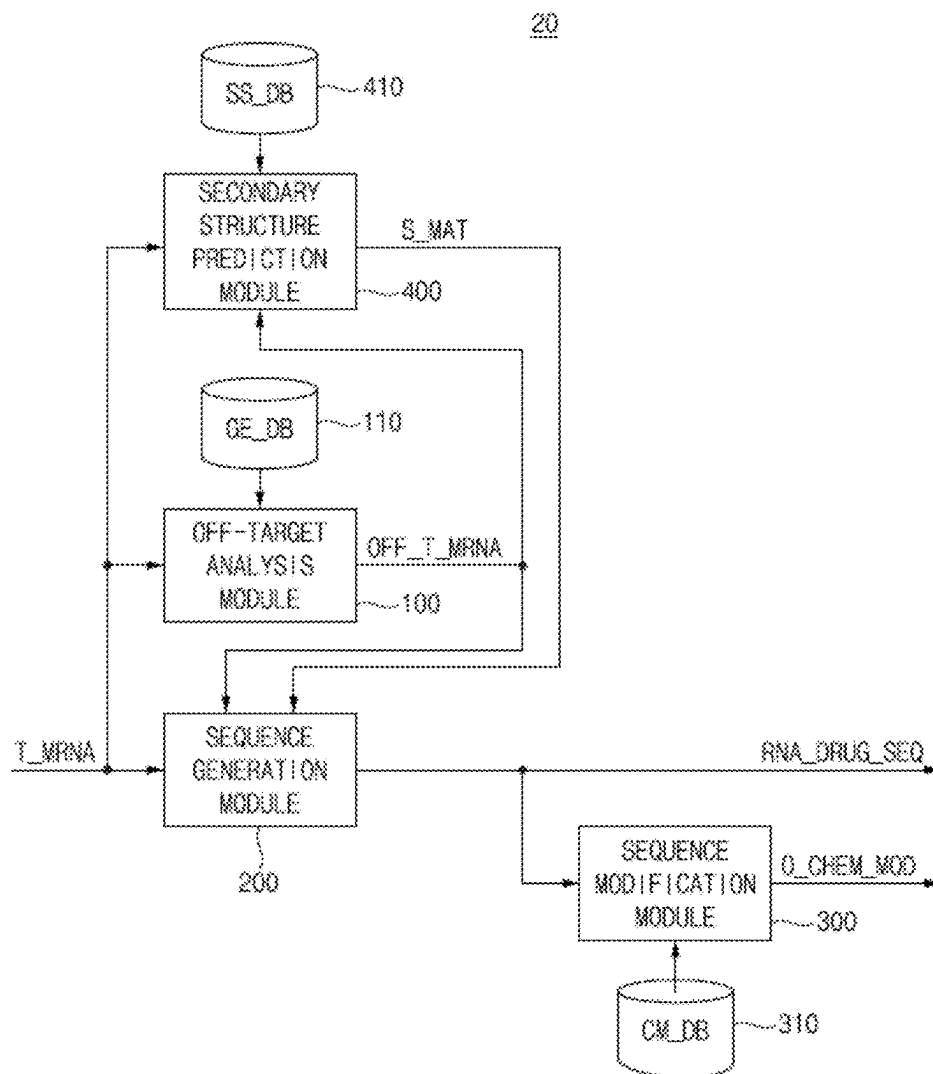 20
SS_DB
410
SECONDARY
STRUCTURE
PREDICTION
MODULE
S_MAT
400
GE_DB
110
OFF-TARGET
ANALYSIS
MODULE
OFF_T_MRNA
100
T_MRNA
SEQUENCE
GENERATION
MODULE
RNA_DRUG_SEQ
200
SEQUENCE
MODIFICATION
MODULE
O_CHEM_MOD
300
CM_DB
310